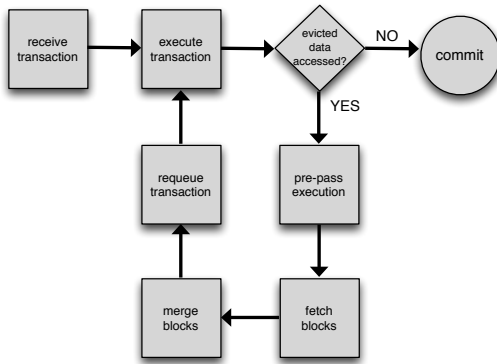 receive
transaction
execute
transaction
evicted
data
accessed?
NO
commit
YES
requeue
transaction
pre-pass
execution
merge
blocks
fetch
blocks